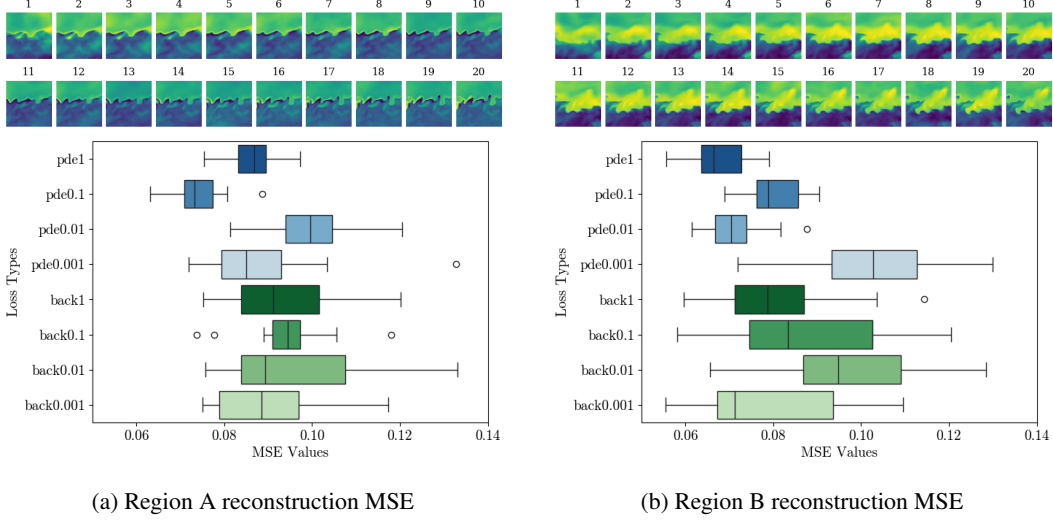 1 2 3 4 5 6 7 8 9 10
11 12 13 14 15 16 17 18 19 20
Loss Types
pde1
pde0.1
pde0.01
pde0.001
back1
back0.1
back0.01
back0.001
0.06 0.08 0.10 0.12 0.14
MSE Values
(a) Region A reconstruction MSE
1 2 3 4 5 6 7 8 9 10
11 12 13 14 15 16 17 18 19 20
Loss Types
pde1
pde0.1
pde0.01
pde0.001
back1
back0.1
back0.01
back0.001
0.06 0.08 0.10 0.12 0.14
MSE Values
(b) Region B reconstruction MSE